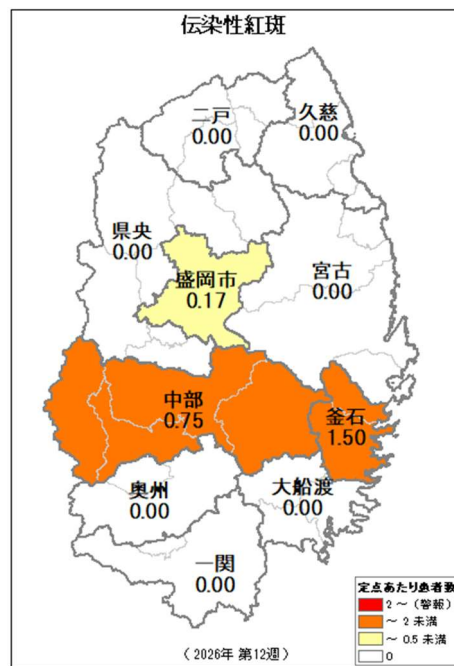 伝染性紅斑
二戸
0.00
久慈
0.00
県央
0.00
盛岡市
0.17
宮古
0.00
中部
0.75
釜石
1.50
奥州
0.00
大船渡
0.00
一関
0.00
定点あたり患者数
2 ～ (警報)
～ 2 未満
～ 0.5 未満
0
( 2026年 第12週 )